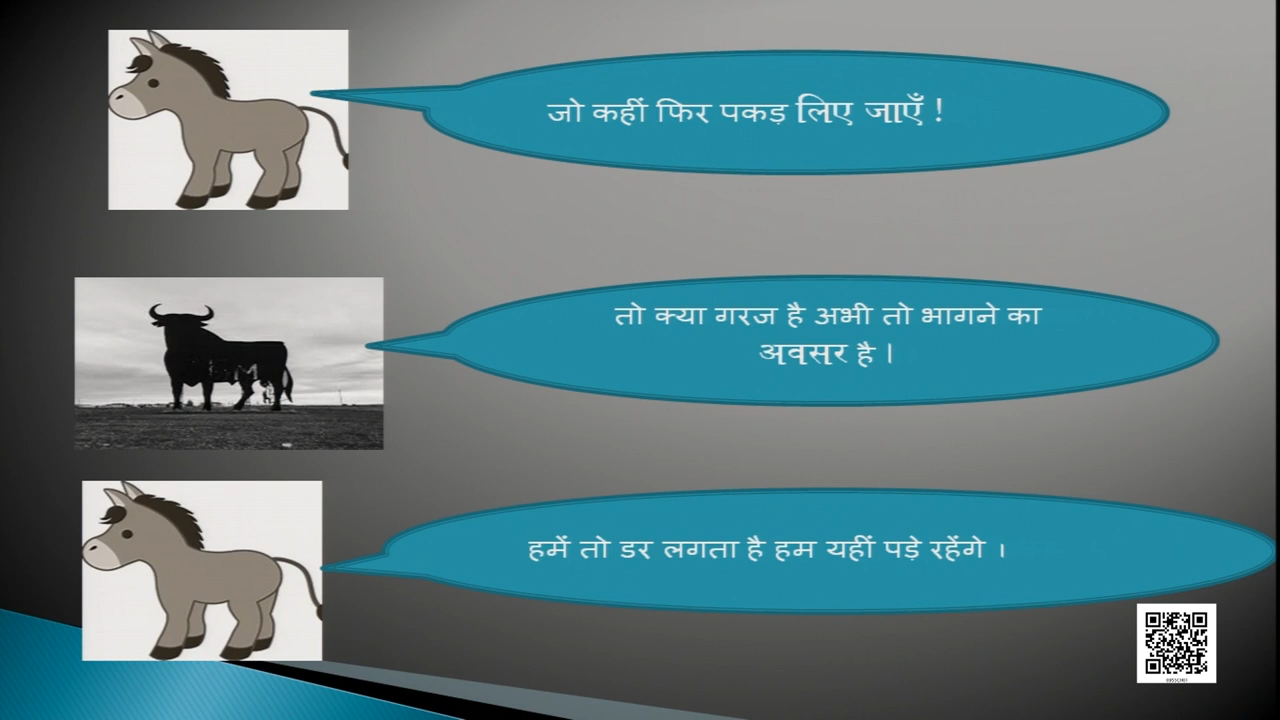 जो कहीं फिर पकड़ लिए जाएँ !
तो क्या गरज है अभी तो भागने का
अवसर है ।
हमें तो डर लगता है हम यहीं पड़े रहेंगे ।